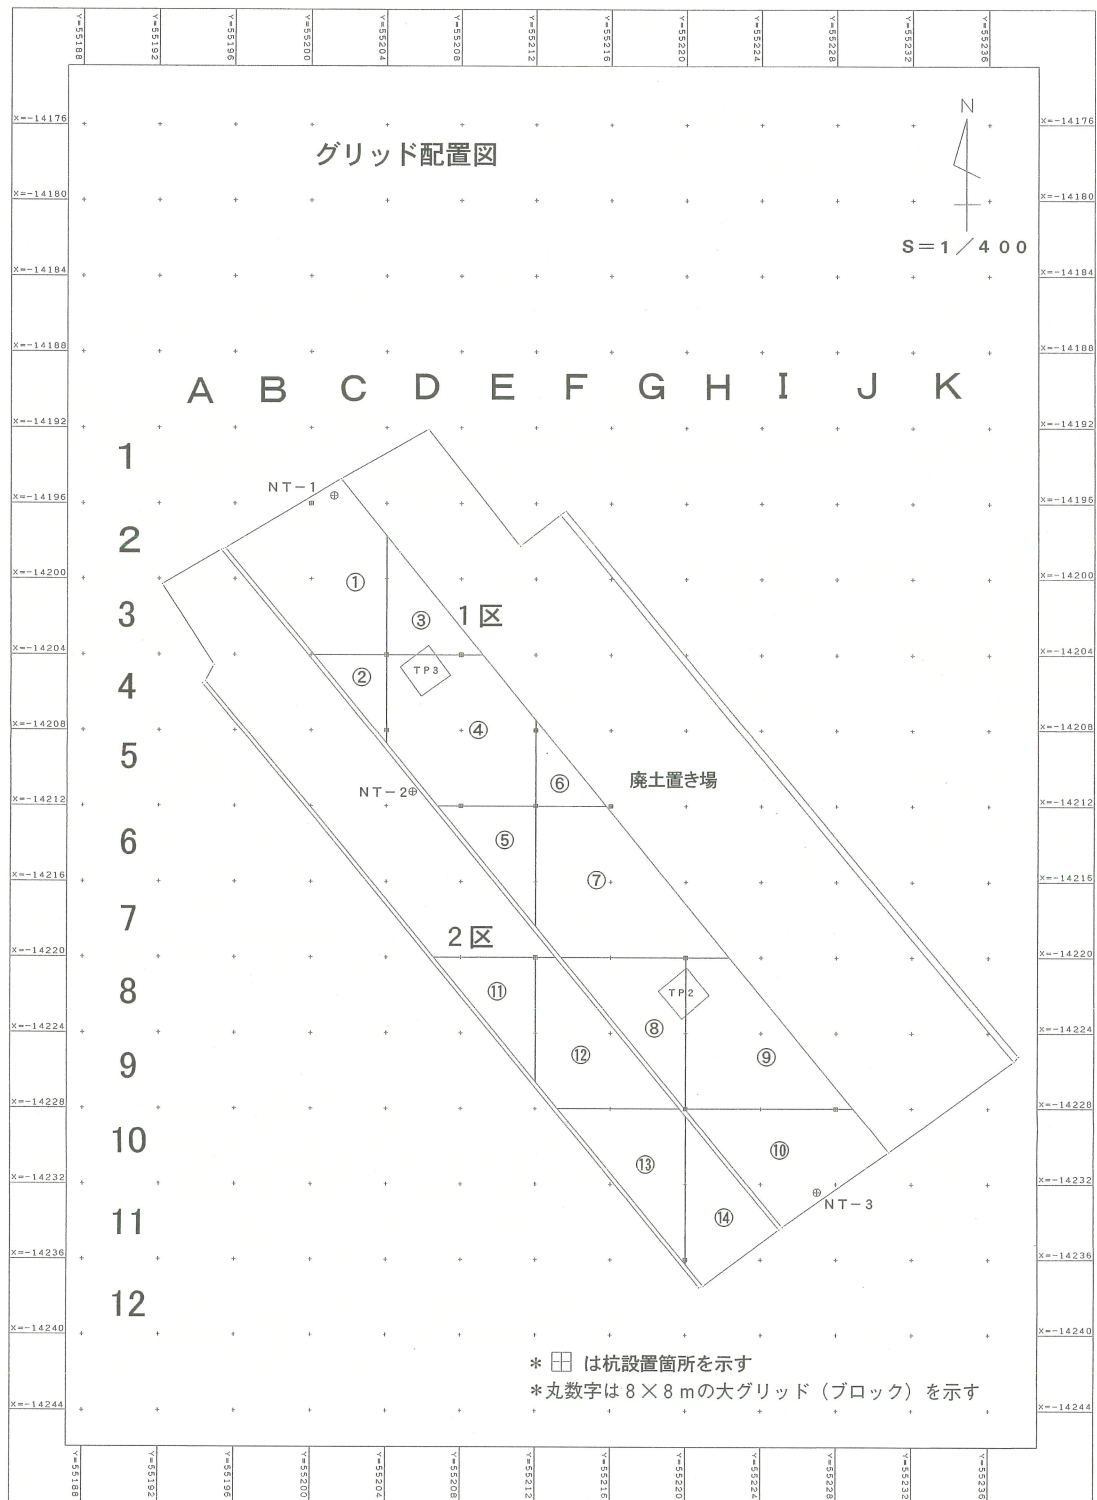 Y=55188 Y=55192 Y=55196 Y=55200 Y=55204 Y=55208 Y=55212 Y=55216 Y=55220 Y=55224 Y=55228 Y=55232 Y=55236
X=-14176 X=-14176
N
グリッド配置図
X=-14180 X=-14180
S=1/400
X=-14184 X=-14184
X=-14188 X=-14188
A B C D E F G H I J K
X=-14192 X=-14192
1
NT-1
X=-14196 X=-14196
2
X=-14200 X=-14200
①
3
③ 1区
X=-14204 X=-14204
TP3
②
4
X=-14208 ④ X=-14208
5
⑥ 廃土置き場
NT-2
X=-14212 X=-14212
6 ⑤
X=-14216 ⑦ X=-14216
7
2区
X=-14220 X=-14220
8 ⑪ TP2
X=-14224 ⑧ X=-14224
9 ⑫ ⑨
X=-14228 X=-14228
10
⑬ ⑩
X=-14232 X=-14232
NT-3
11 ⑭
X=-14236 X=-14236
12
X=-14240 X=-14240
*田 は杭設置箇所を示す
*丸数字は8×8mの大グリッド(ブロック)を示す
X=-14244 X=-14244
Y=55188 Y=55192 Y=55196 Y=55200 Y=55204 Y=55208 Y=55212 Y=55216 Y=55220 Y=55224 Y=55228 Y=55232 Y=55236